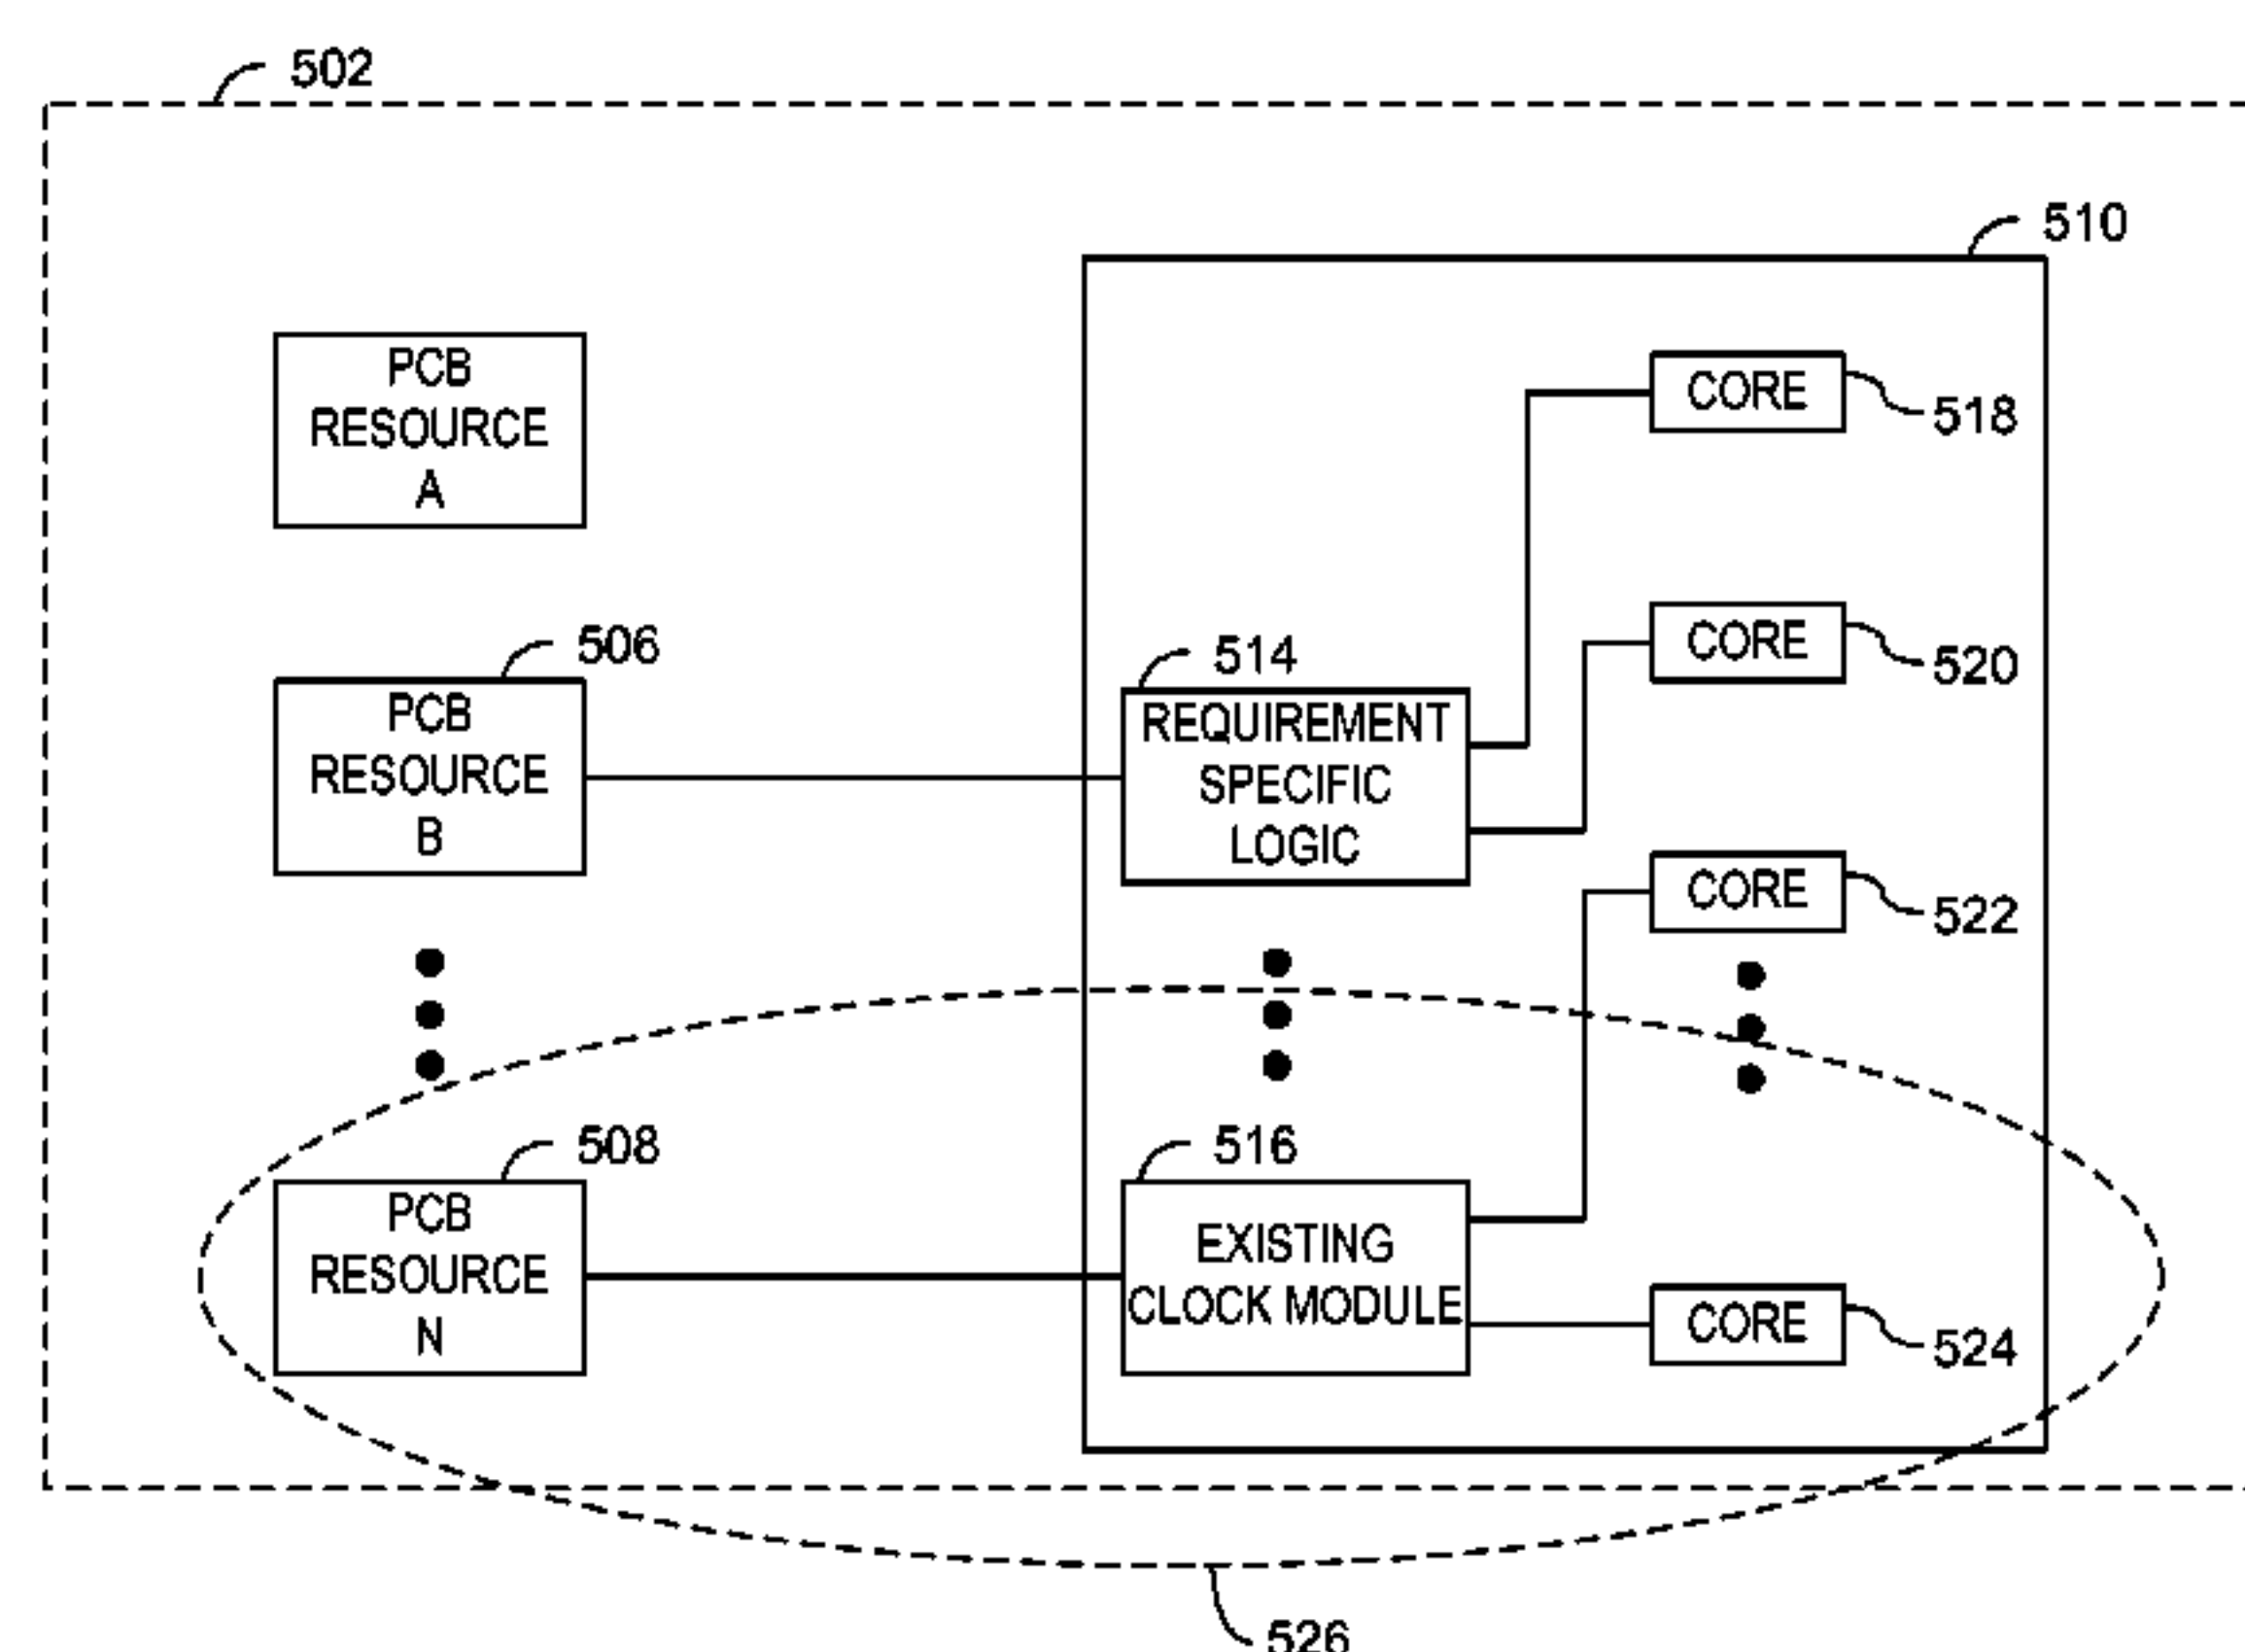 502
510
PCB
RESOURCE
A
CORE
518
506
PCB
RESOURCE
B
514
REQUIREMENT
SPECIFIC
LOGIC
CORE
520
CORE
522
508
PCB
RESOURCE
N
516
EXISTING
CLOCK MODULE
CORE
524
526